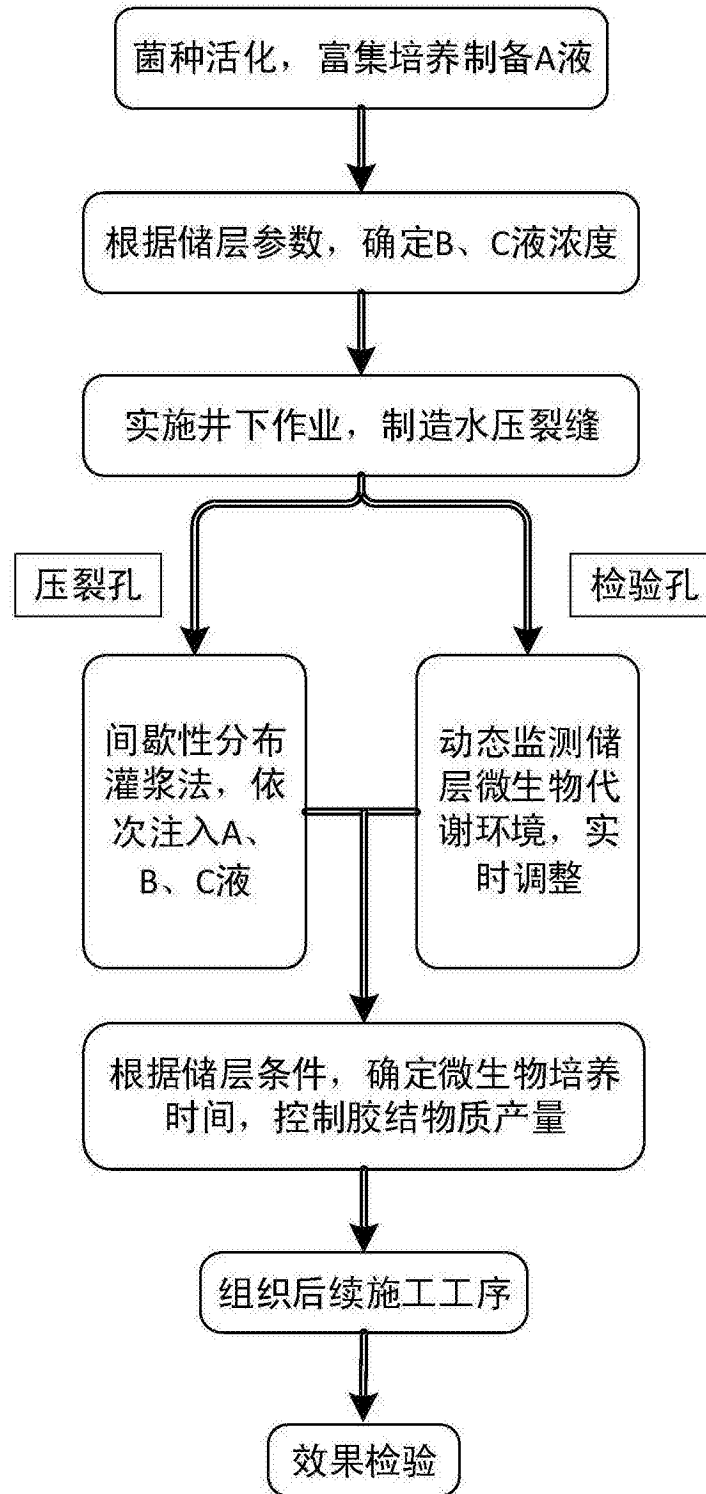 菌种活化，富集培养制备A液
根据储层参数，确定B、C液浓度
实施井下作业，制造水压裂缝
压裂孔
检验孔
间歇性分布
灌浆法，依
次注入A、
B、C液
动态监测储
层微生物代
谢环境，实
时调整
根据储层条件，确定微生物培养
时间，控制胶结物质产量
组织后续施工工序
效果检验